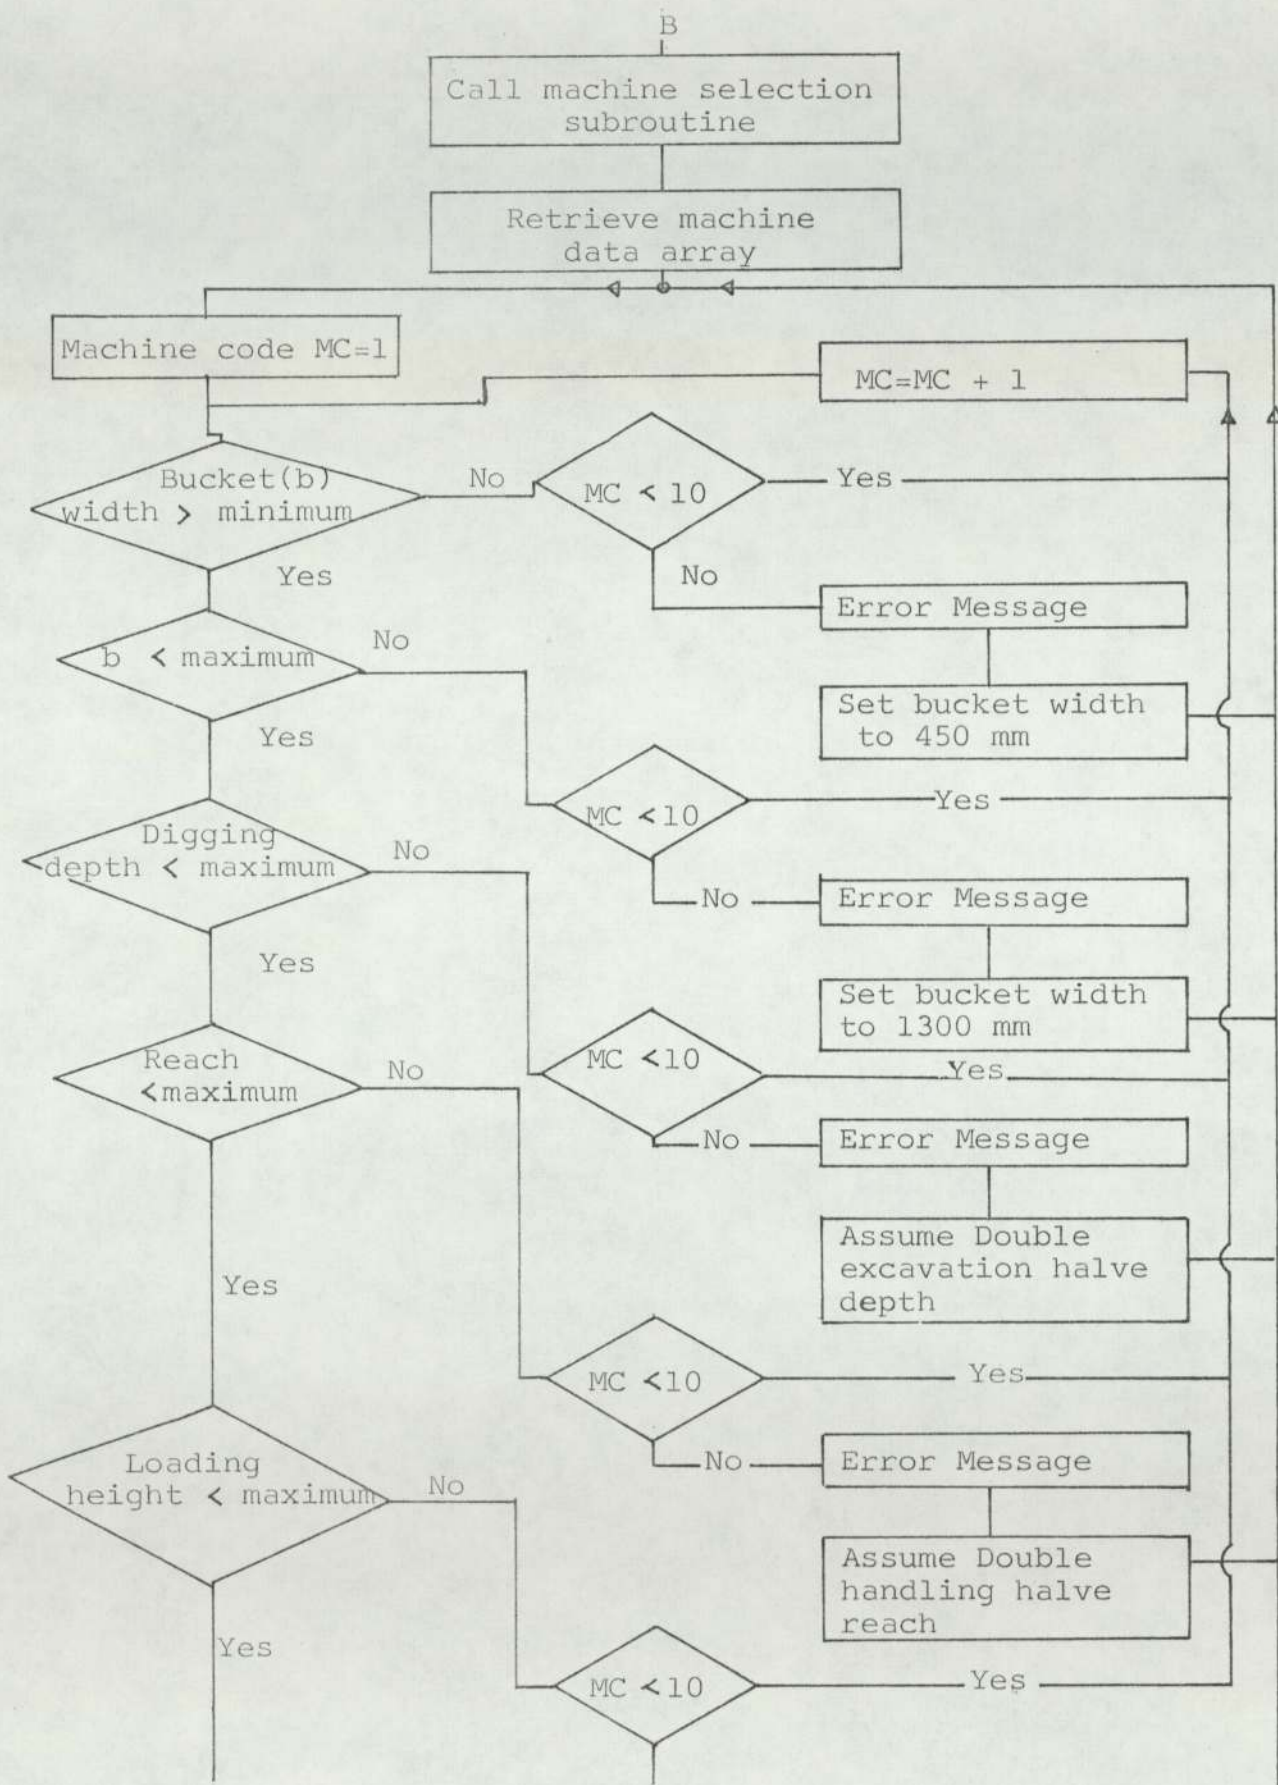 B
Call machine selection
subroutine
Retrieve machine
data array
Machine code MC=1
MC=MC + 1
Bucket(b)
width > minimum
No
MC < 10
Yes
Yes
No
Error Message
b < maximum
No
Set bucket width
to 450 mm
Yes
MC < 10
Yes
Digging
depth < maximum
No
No
Error Message
Yes
Set bucket width
to 1300 mm
Reach
<maximum
No
MC <10
Yes
No
Error Message
Assume Double
excavation halve
depth
Yes
MC <10
Yes
No
Error Message
Loading
height < maximum
No
Assume Double
handling halve
reach
Yes
MC <10
Yes